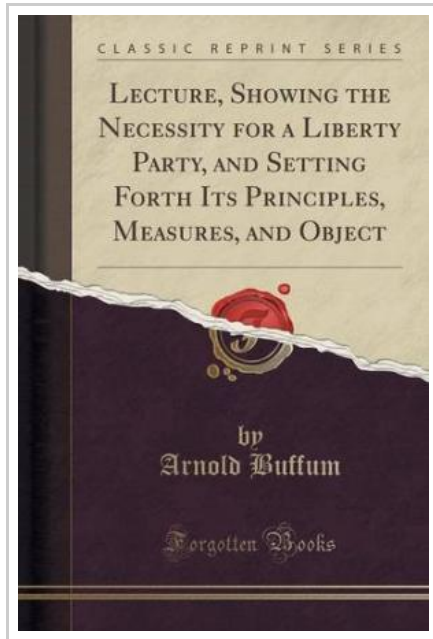 CLASSIC REPRINT SERIES
LECTURE, SHOWING THE
NECESSITY FOR A LIBERTY
PARTY, AND SETTING
FORTH ITS PRINCIPLES,
MEASURES, AND OBJECT
by
Arnold Buffum
Forgotten Books